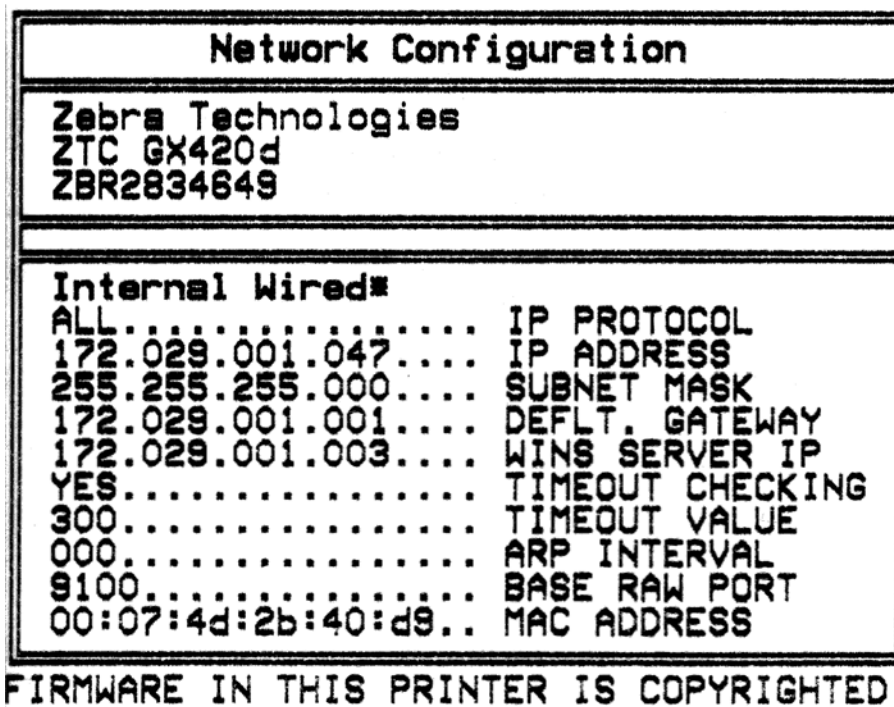 Network Configuration
Zebra Technologies
ZTC GX420d
ZBR2834649
Internal Wired*
ALL................ IP PROTOCOL
172.029.001.047.... IP ADDRESS
255.255.255.000.... SUBNET MASK
172.029.001.001.... DEFLT. GATEWAY
172.029.001.003.... WINS SERVER IP
YES................ TIMEOUT CHECKING
300................ TIMEOUT VALUE
000................ ARP INTERVAL
9100............... BASE RAW PORT
00:07:4d:2b:40:d9.. MAC ADDRESS
FIRMWARE IN THIS PRINTER IS COPYRIGHTED